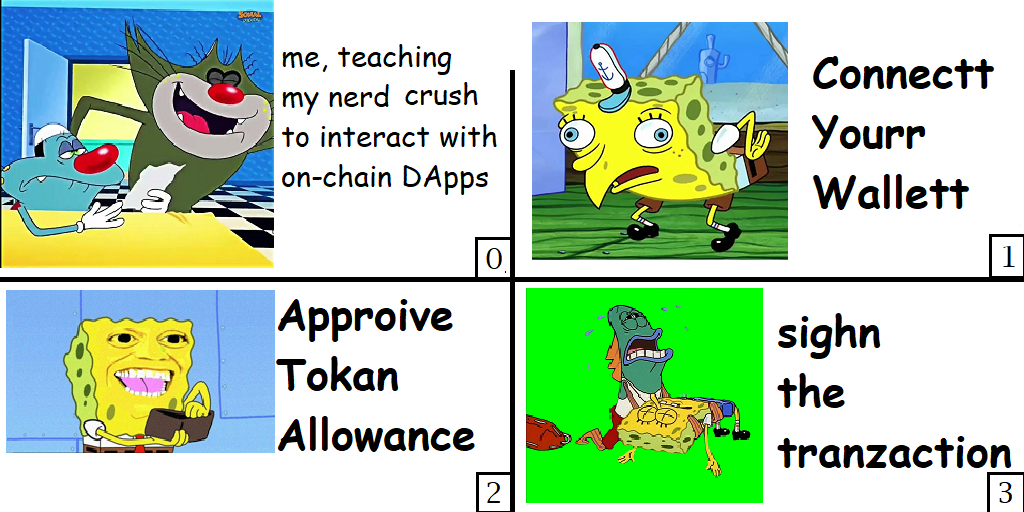 me, teaching
my nerd crush
to interact with
on-chain DApps
0
Connectt
Yourr
Wallett
1
Approive
Tokan
Allowance
2
sighn
the
tranzaction
3